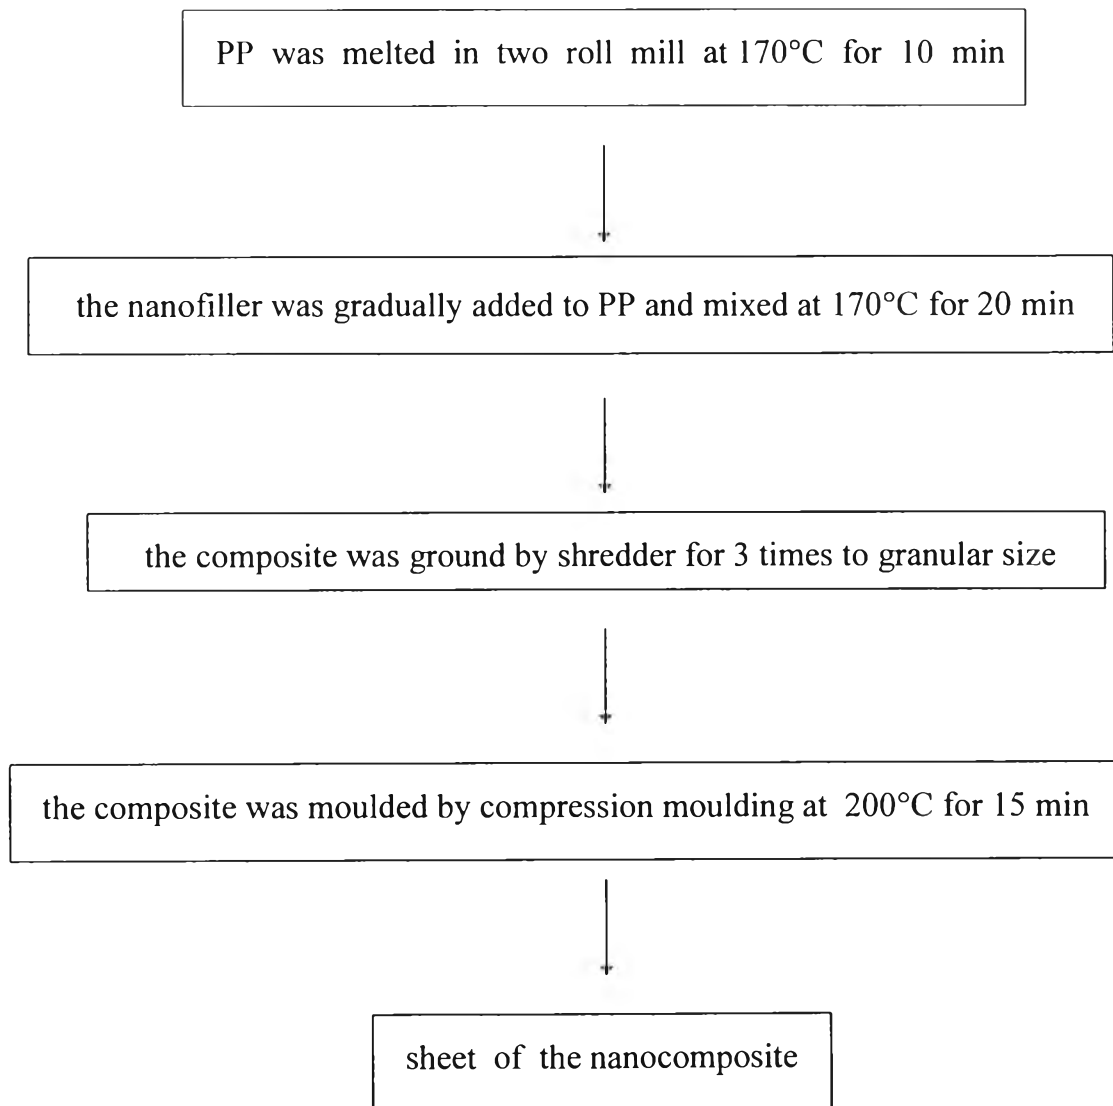 PP was melted in two roll mill at 170°C for 10 min
the nanofiller was gradually added to PP and mixed at 170°C for 20 min
the composite was ground by shredder for 3 times to granular size
the composite was moulded by compression moulding at 200°C for 15 min
sheet of the nanocomposite